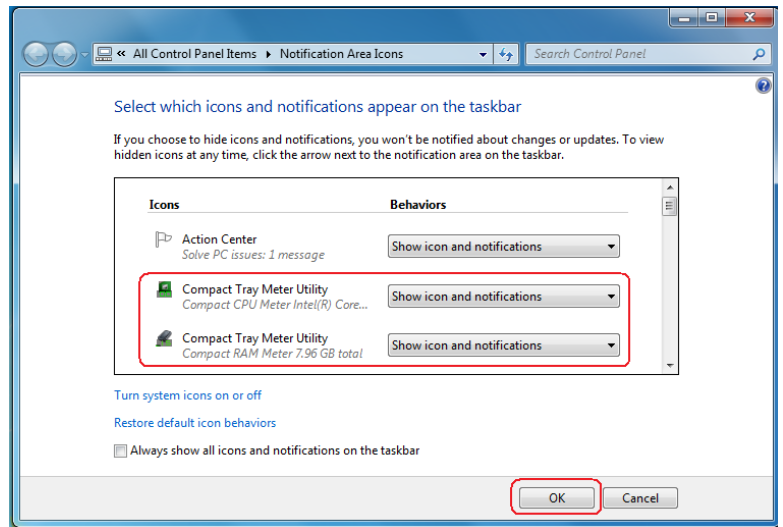 « All Control Panel Items ▸ Notification Area Icons
Search Control Panel
Select which icons and notifications appear on the taskbar
If you choose to hide icons and notifications, you won't be notified about changes or updates. To view
hidden icons at any time, click the arrow next to the notification area on the taskbar.
Icons Behaviors
Action Center
Solve PC issues: 1 message
Show icon and notifications
Compact Tray Meter Utility
Compact CPU Meter Intel(R) Core...
Show icon and notifications
Compact Tray Meter Utility
Compact RAM Meter 7.96 GB total
Show icon and notifications
Turn system icons on or off
Restore default icon behaviors
Always show all icons and notifications on the taskbar
OK Cancel